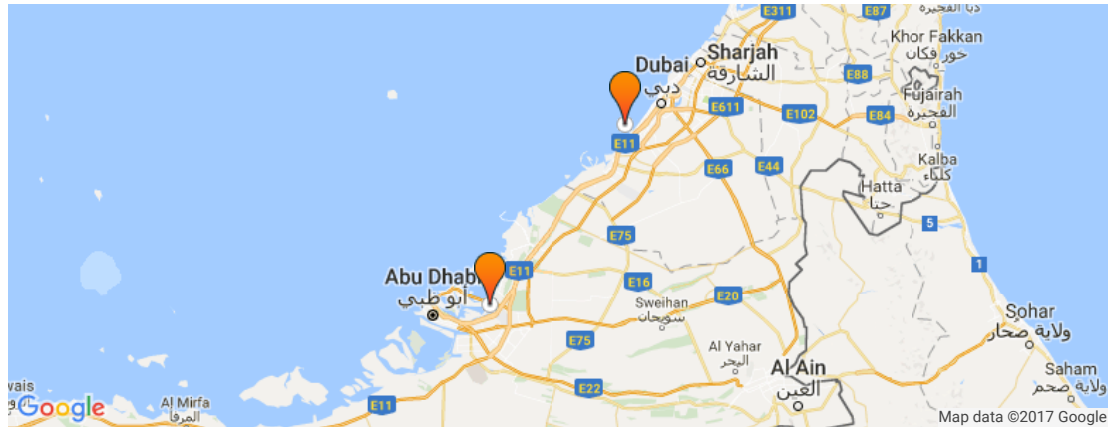 E311
E87
دبا الفجيرة
Khor Fakkan
خور فكان
Dubai
دبي
Sharjah
الشارقة
E88
E611
E102
Fujairah
الفجيرة
E84
E11
E66
E44
Kalba
كلباء
Hatta
حتا
5
E75
1
Abu Dhabi
أبو ظبي
E11
E16
E20
Sweihan
سويحان
Sohar
ولاية صحار
E75
Al Yahar
اليحر
Al Ain
العين
Saham
ولاية صحم
E22
Al Mirfa
المرفأ
E11
Google
Map data ©2017 Google